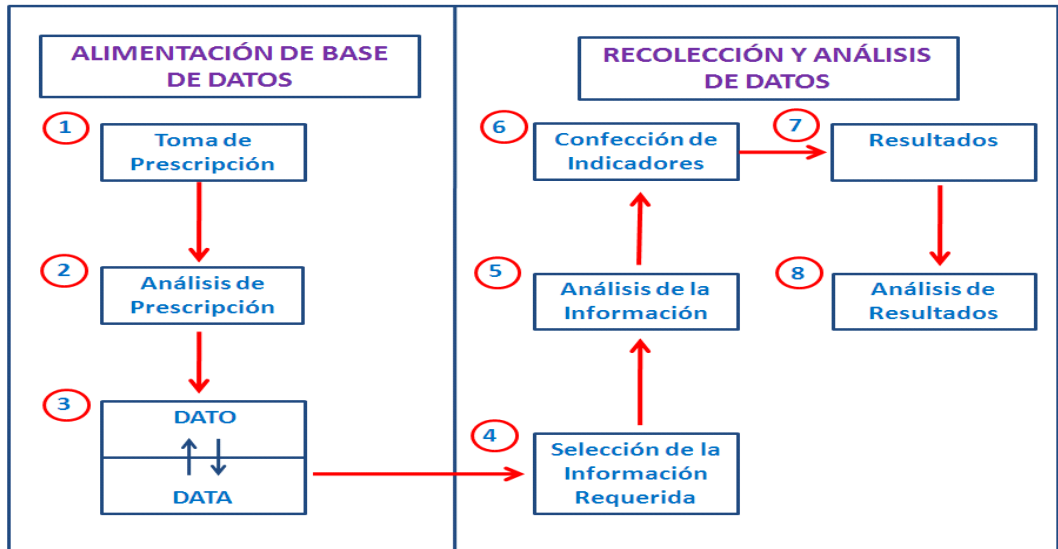 ALIMENTACIÓN DE BASE
DE DATOS
1
Toma de
Prescripción
2
Análisis de
Prescripción
3
DATO
DATA
RECOLECCIÓN Y ANÁLISIS
DE DATOS
4
Selección de la
Información
Requerida
5
Análisis de la
Información
6
Confección de
Indicadores
7
Resultados
8
Análisis de
Resultados